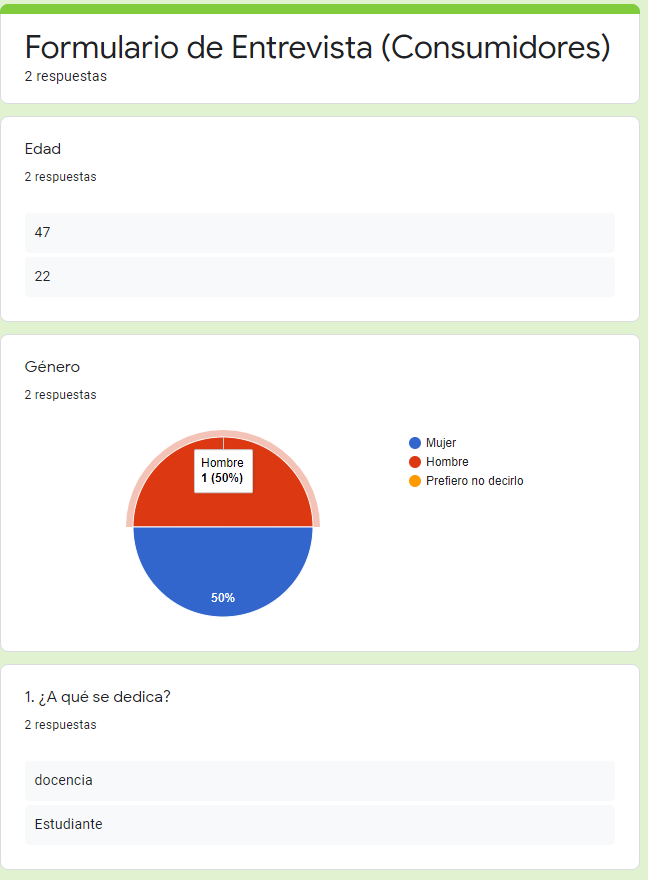 Formulario de Entrevista (Consumidores)
2 respuestas
Edad
2 respuestas
47
22
Género
2 respuestas
Hombre
1 (50%)
50%
Mujer
Hombre
Prefiero no decirlo
1. ¿A qué se dedica?
2 respuestas
docencia
Estudiante